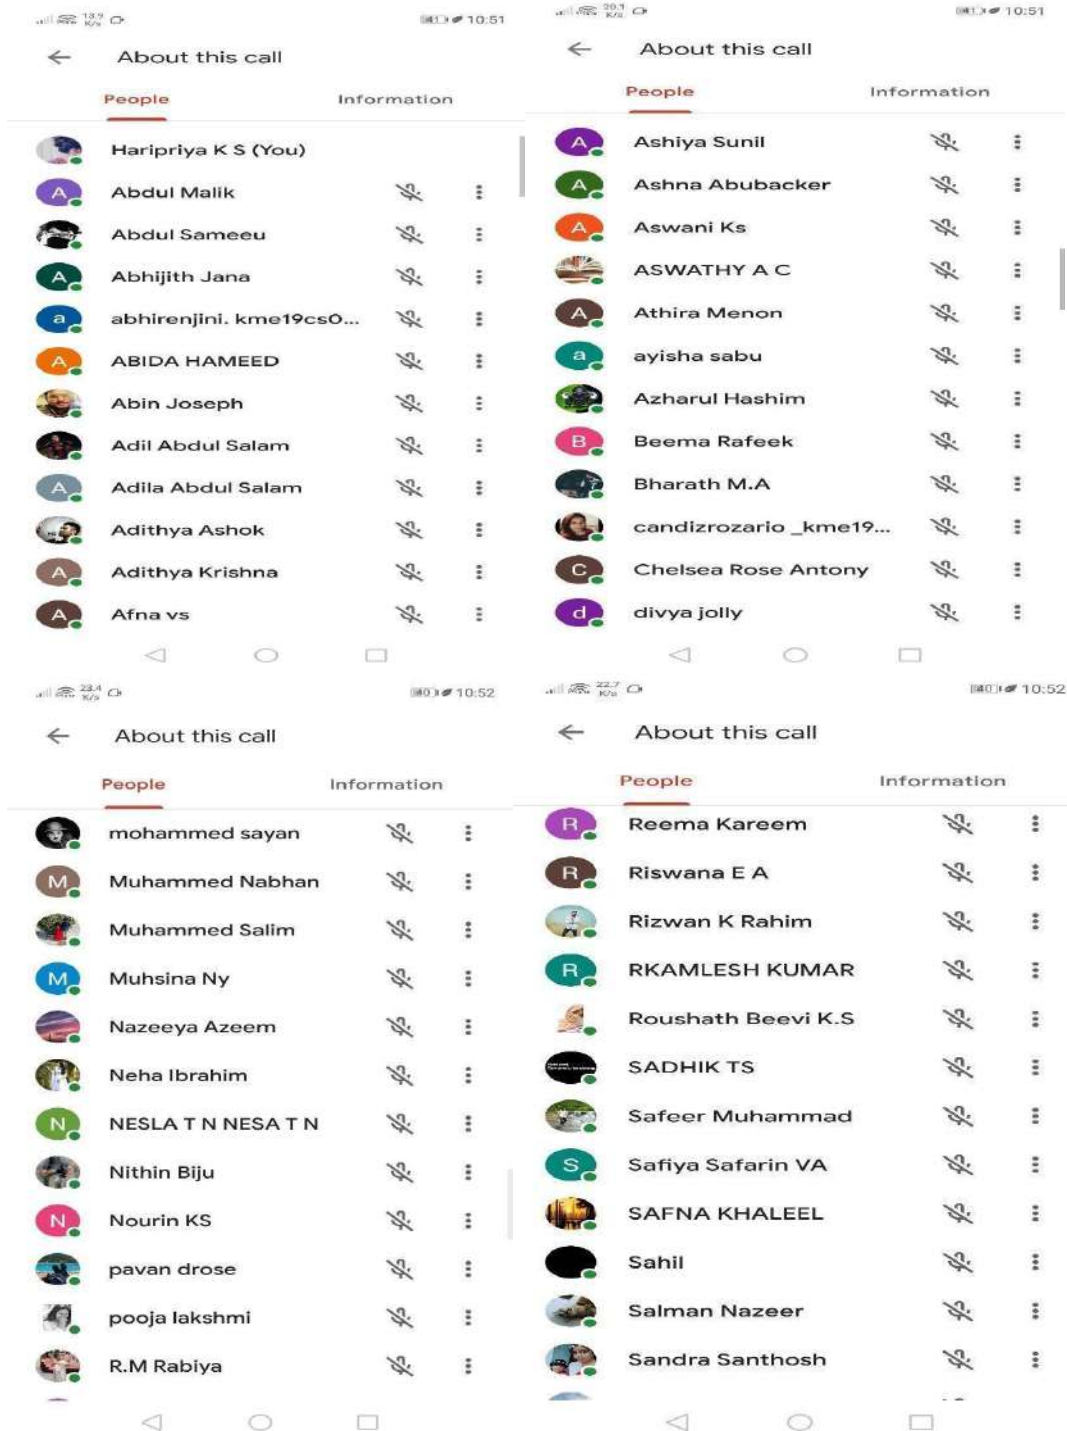 13.9 K/s 10:51
About this call
People Information
Haripriya K S (You)
A Abdul Malik
Abdul Sameeu
A Abhijith Jana
a abhirenjini. kme19cs0...
A ABIDA HAMEED
Abin Joseph
Adil Abdul Salam
A Adila Abdul Salam
Adithya Ashok
A Adithya Krishna
A Afna vs
10:51
About this call
People Information
A Ashiya Sunil
A Ashna Abubacker
A Aswani Ks
ASWATHY A C
A Athira Menon
a ayisha sabu
Azharul Hashim
B Beema Rafeek
Bharath M.A
candizrozario _kme19...
C Chelsea Rose Antony
d divya jolly
23.4 K/s 10:52
About this call
People Information
mohammed sayan
M Muhammed Nabhan
Muhammed Salim
M Muhsina Ny
Nazeeya Azeem
Neha Ibrahim
N NESLA T N NESA T N
Nithin Biju
N Nourin KS
pavan drose
pooja lakshmi
R.M Rabiya
22.7 K/s 10:52
About this call
People Information
R Reema Kareem
R Riswana E A
Rizwan K Rahim
R RKAMLESH KUMAR
Roushath Beevi K.S
SADHIK TS
Safeer Muhammad
S Safiya Safarin VA
SAFNA KHALEEL
Sahil
Salman Nazeer
Sandra Santhosh